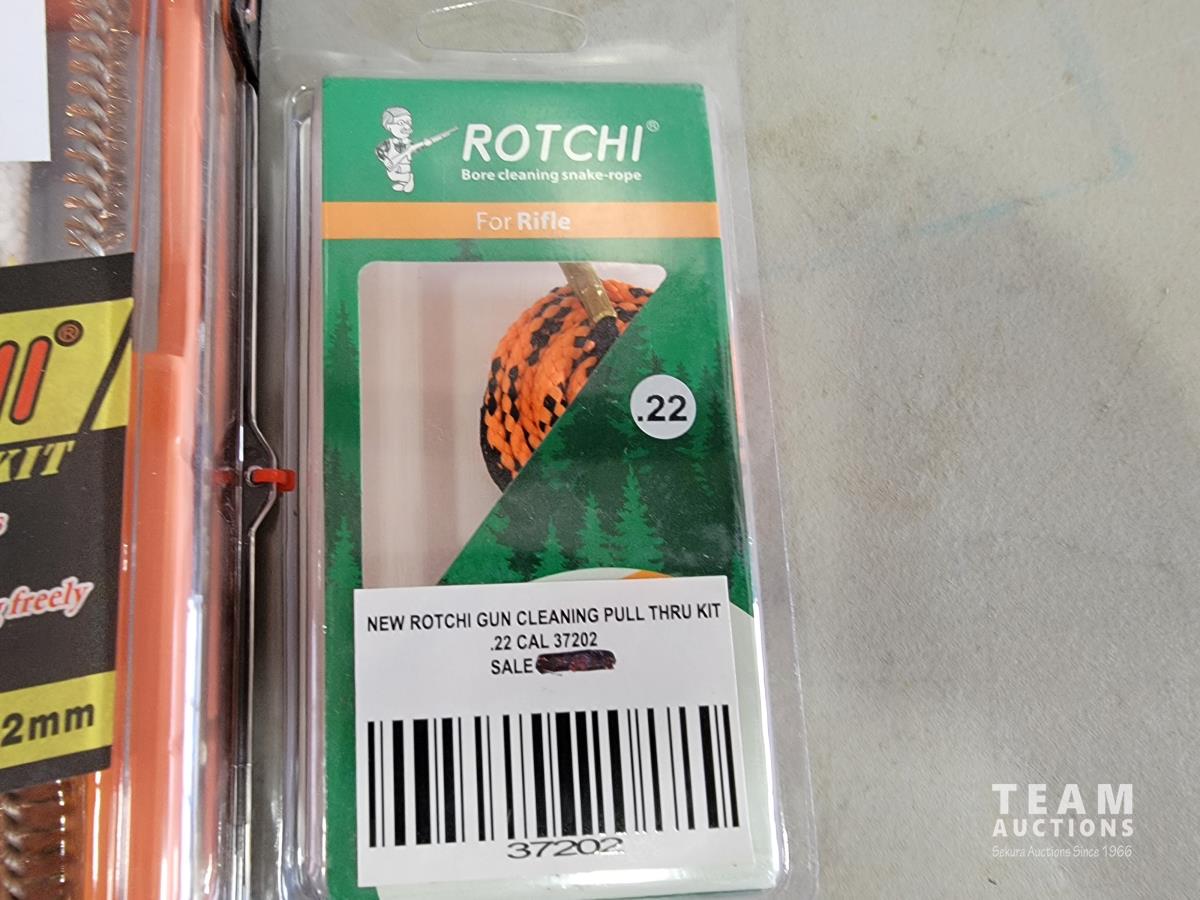 ROTCHI®
Bore cleaning snake-rope
For Rifle
.22
NEW ROTCHI GUN CLEANING PULL THRU KIT
.22 CAL 37202
SALE
37202
®
KIT
freely
2mm
TEAM
AUCTIONS
Sekura Auctions Since 1966